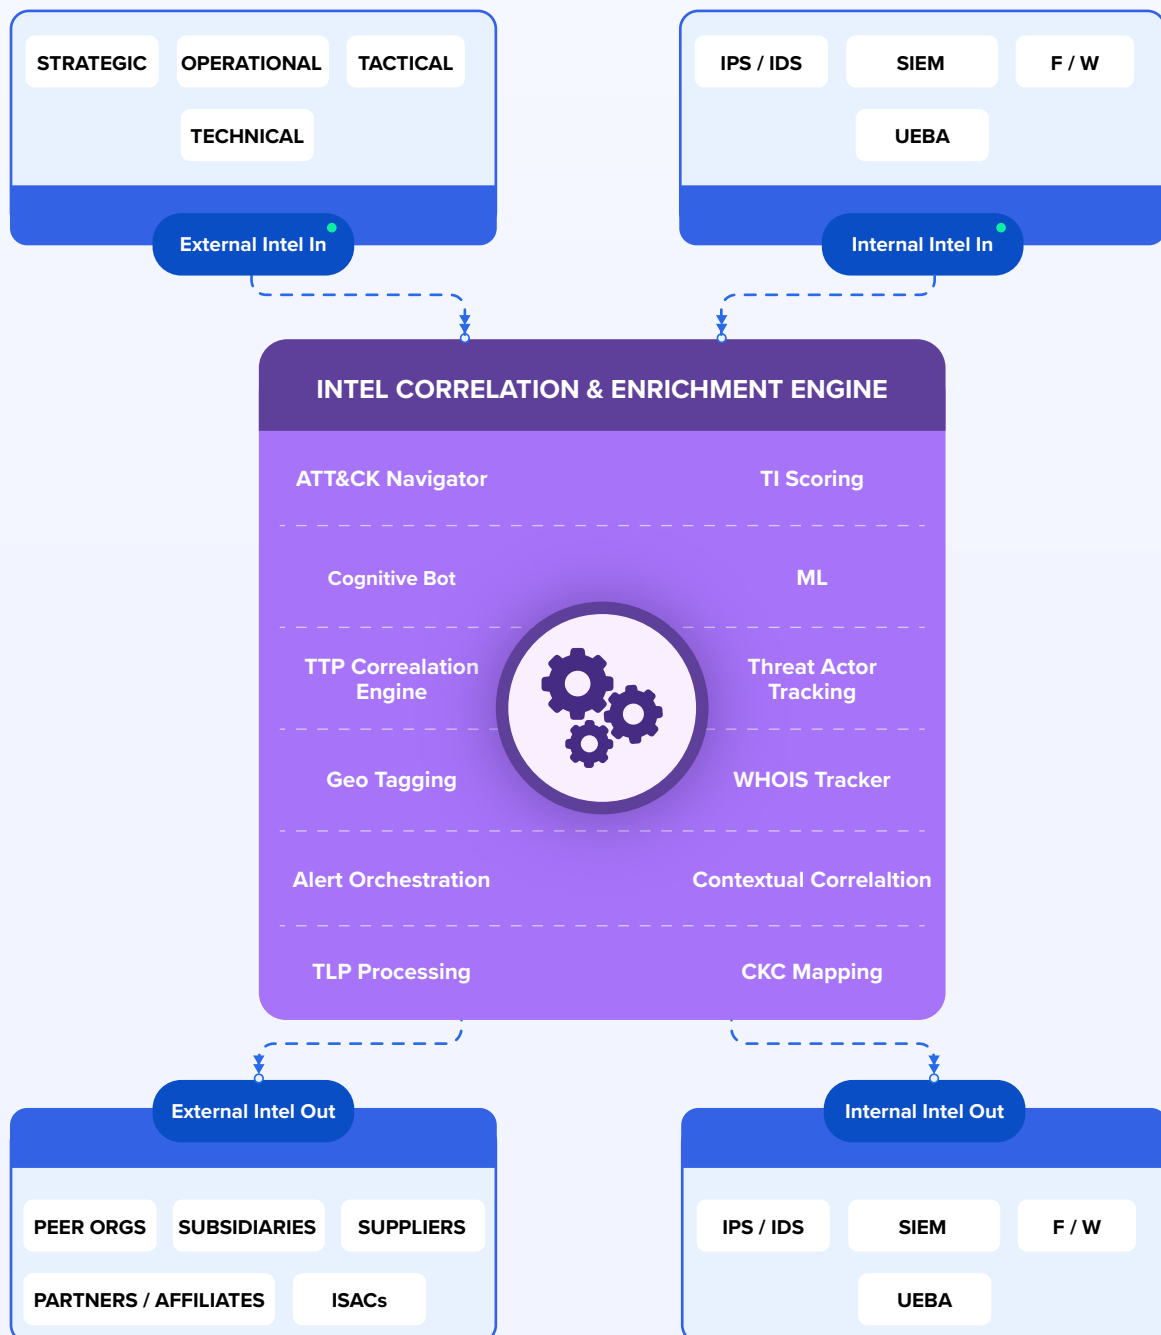 STRATEGIC
OPERATIONAL
TACTICAL
TECHNICAL
External Intel In
IPS / IDS
SIEM
F / W
UEBA
Internal Intel In
INTEL CORRELATION & ENRICHMENT ENGINE
ATT&CK Navigator
TI Scoring
Cognitive Bot
ML
TTP Correalation
Engine
Threat Actor
Tracking
Geo Tagging
WHOIS Tracker
Alert Orchestration
Contextual Correlaltion
TLP Processing
CKC Mapping
External Intel Out
PEER ORGS
SUBSIDIARIES
SUPPLIERS
PARTNERS / AFFILIATES
ISACs
Internal Intel Out
IPS / IDS
SIEM
F / W
UEBA